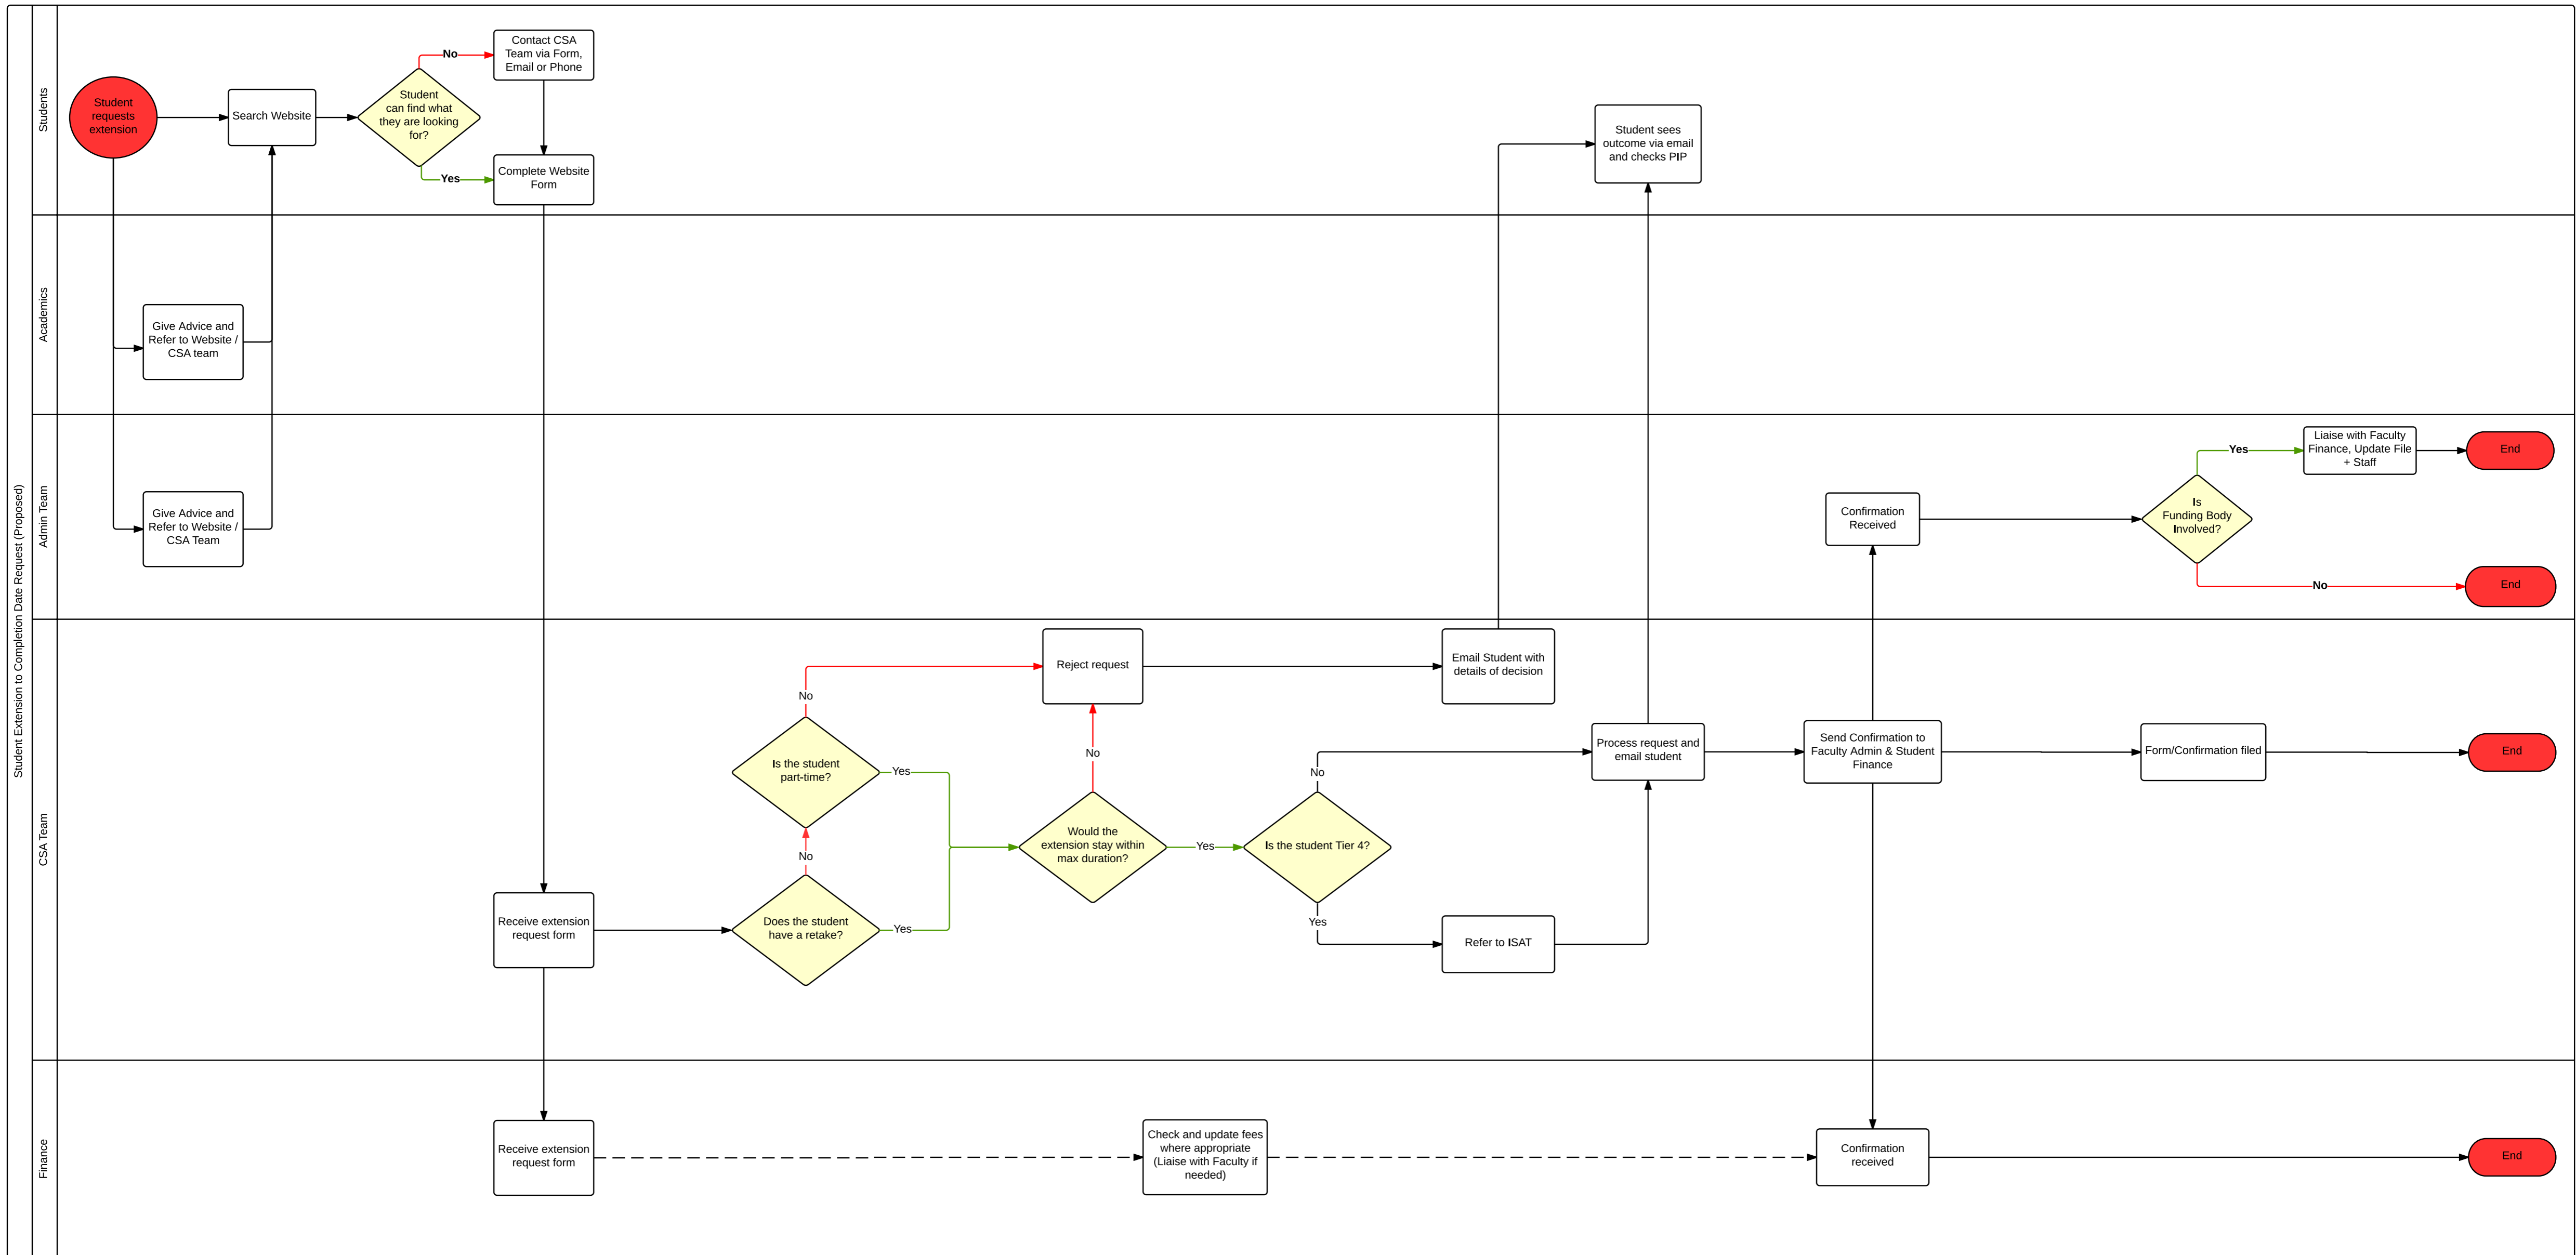 Student Extension to Completion Date Request (Proposed)
Students
Student
requests
extension
Search Website
Student
can find what
they are looking
for?
No
Yes
Contact CSA
Team via Form,
Email or Phone
Complete Website
Form
Student sees
outcome via email
and checks PIP
Academics
Give Advice and
Refer to Website /
CSA team
Admin Team
Give Advice and
Refer to Website /
CSA Team
Confirmation
Received
Is
Funding Body
Involved?
Yes
Liaise with Faculty
Finance, Update File
+ Staff
End
No
End
CSA Team
Receive extension
request form
Does the student
have a retake?
No
Yes
Is the student
part-time?
No
Yes
Reject request
Would the
extension stay within
max duration?
No
Yes
Email Student with
details of decision
Is the student Tier 4?
No
Yes
Refer to ISAT
Process request and
email student
Send Confirmation to
Faculty Admin & Student
Finance
Form/Confirmation filed
End
Finance
Receive extension
request form
Check and update fees
where appropriate
(Liaise with Faculty if
needed)
Confirmation
received
End